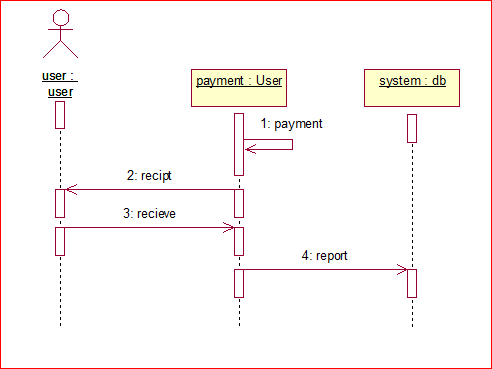 user :
user
payment : User
system : db
1: payment
2: recipt
3: recieve
4: report